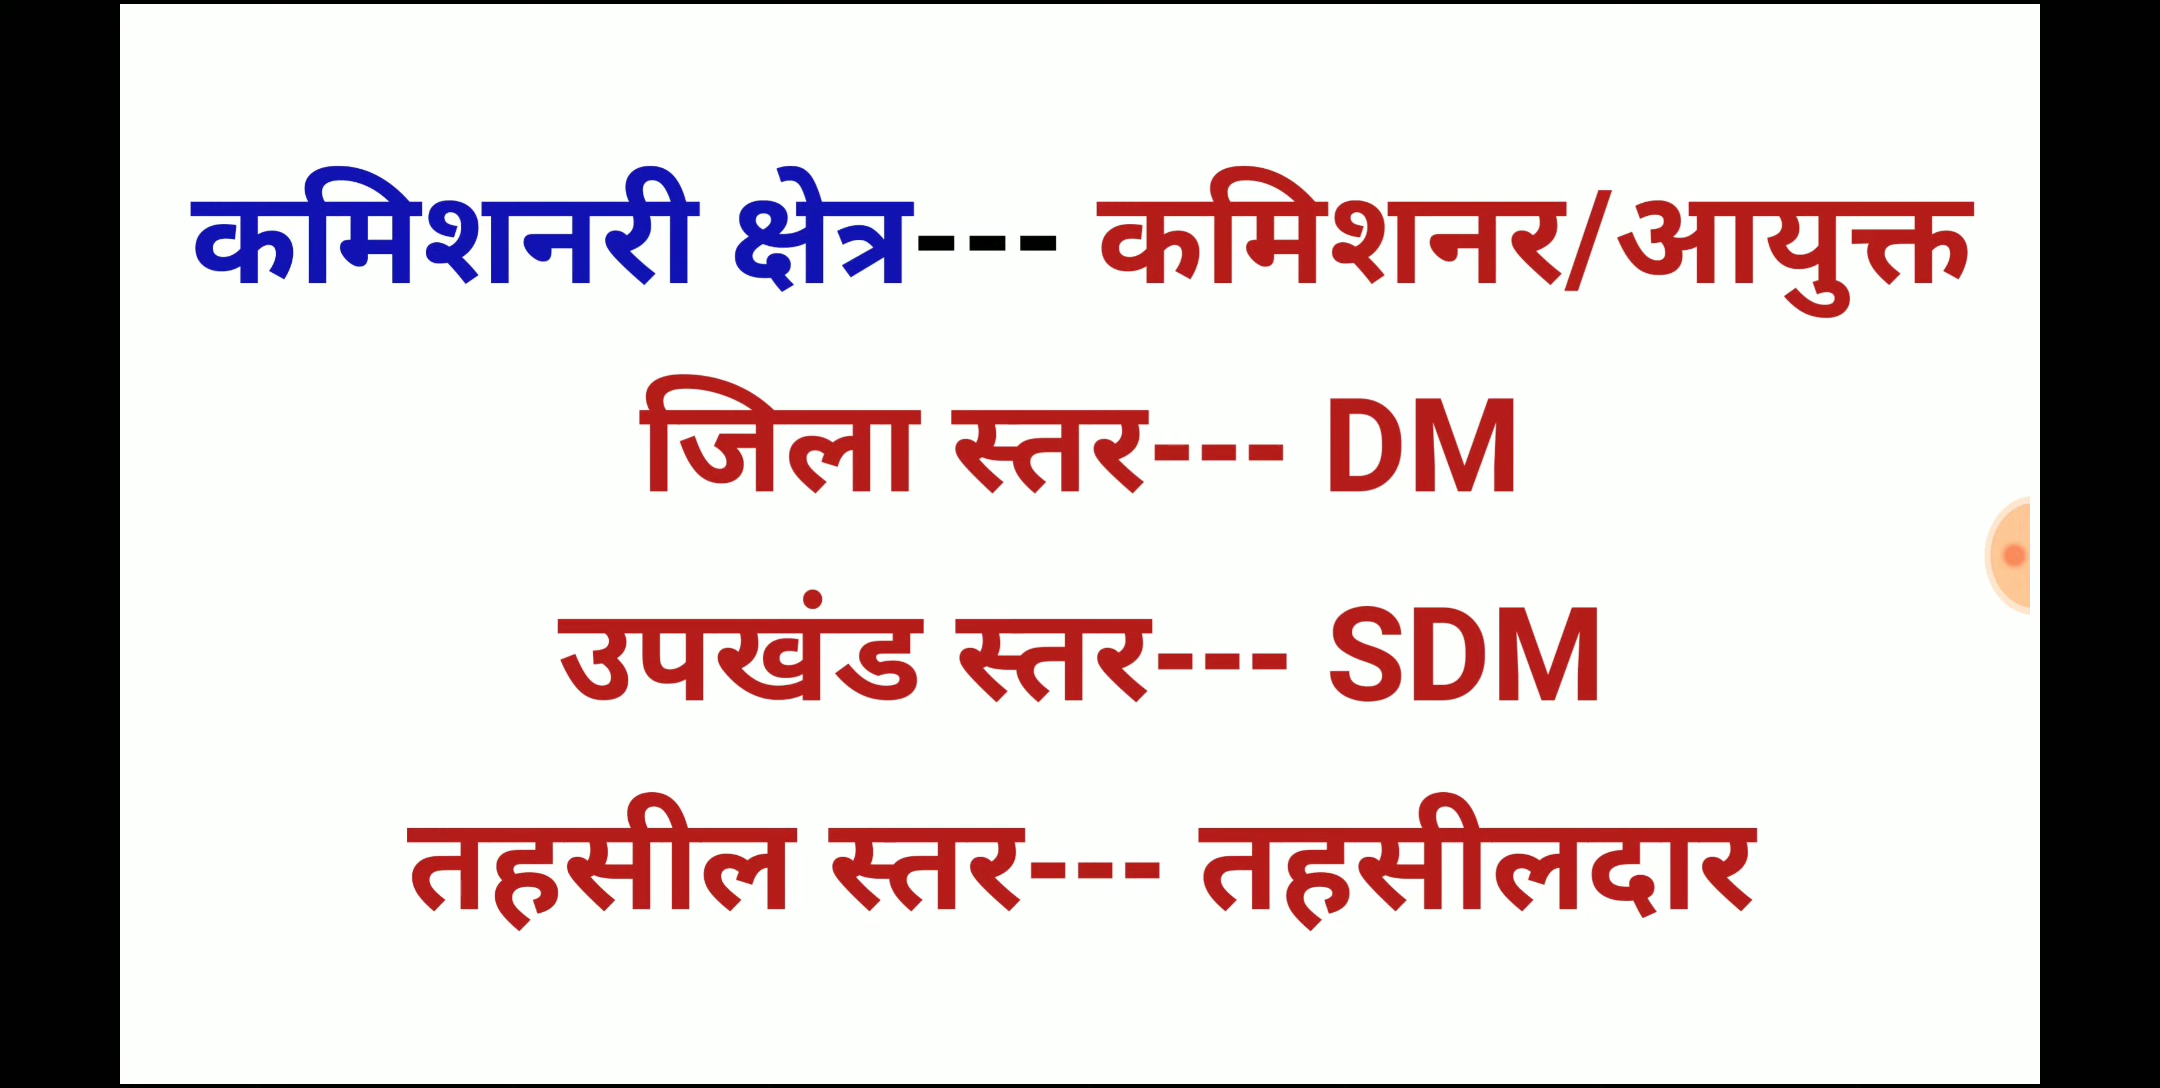 कमिशनरी क्षेत्र--- कमिशनर/आयुक्त
जिला स्तर--- DM
उपखंड स्तर--- SDM
तहसील स्तर--- तहसीलदार